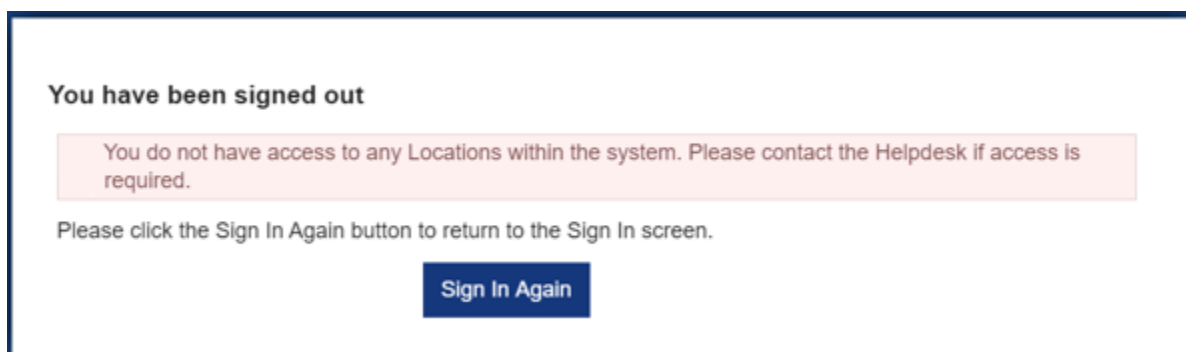 You have been signed out
You do not have access to any Locations within the system. Please contact the Helpdesk if access is
required.
Please click the Sign In Again button to return to the Sign In screen.
Sign In Again